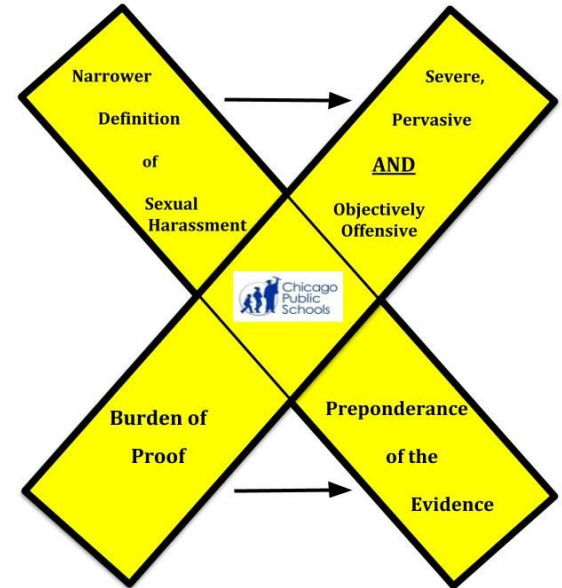 Narrower
Definition
of
Sexual
Harassment
Severe,
Pervasive
AND
Objectively
Offensive
Chicago
Public
Schools
Burden of
Proof
Preponderance
of the
Evidence